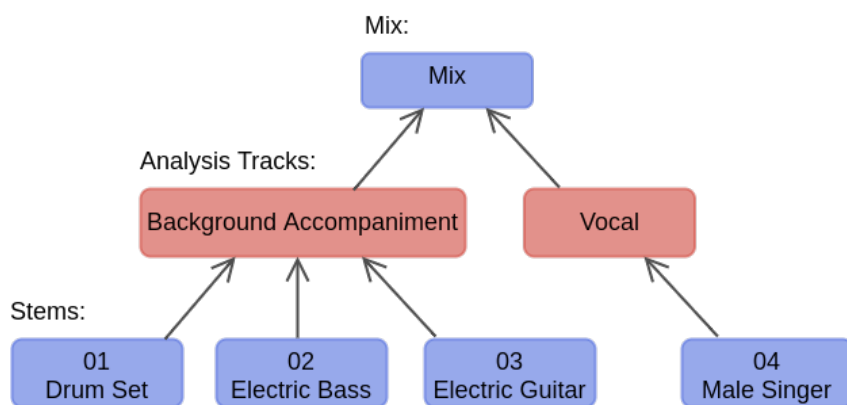 Mix:
Mix
Analysis Tracks:
Background Accompaniment
Vocal
Stems:
01
Drum Set
02
Electric Bass
03
Electric Guitar
04
Male Singer